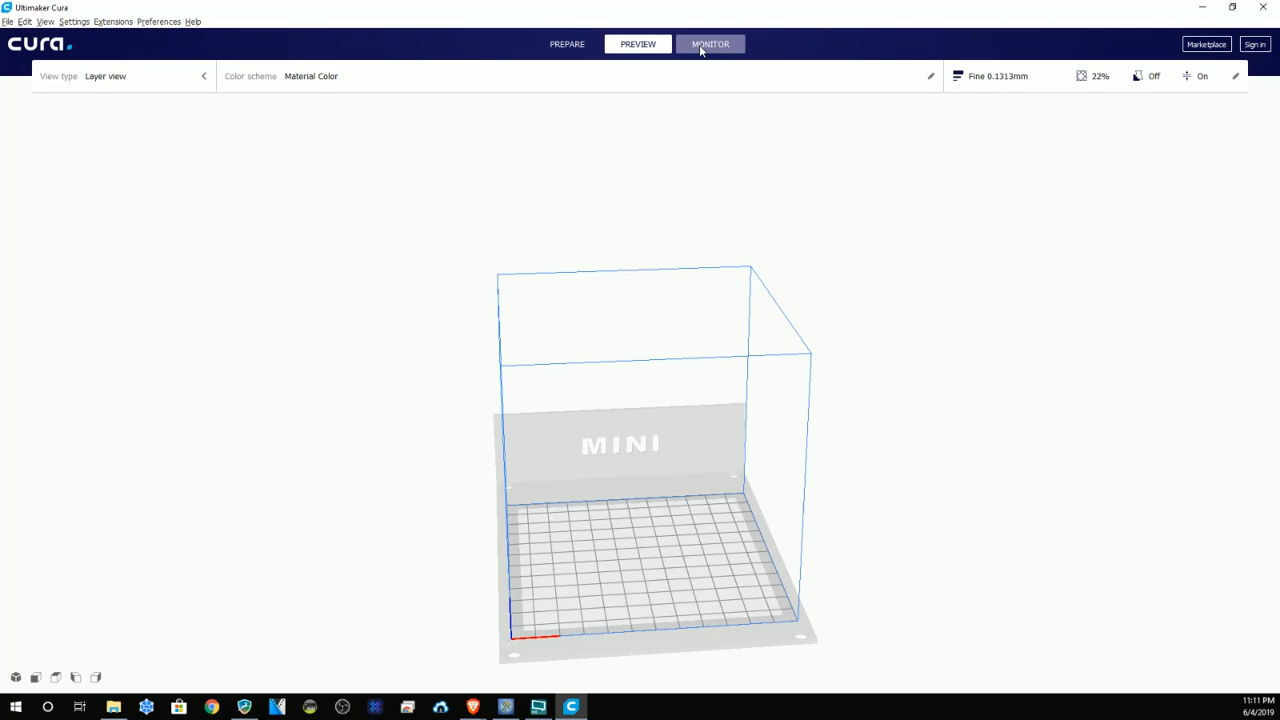 Ultimaker Cura
File Edit View Settings Extensions Preferences Help
cura. PREPARE PREVIEW MONITOR Marketplace Sign in
View type Layer view Color scheme Material Color Fine 0.1313mm 22% Off On
MINI
11:11 PM
6/4/2019